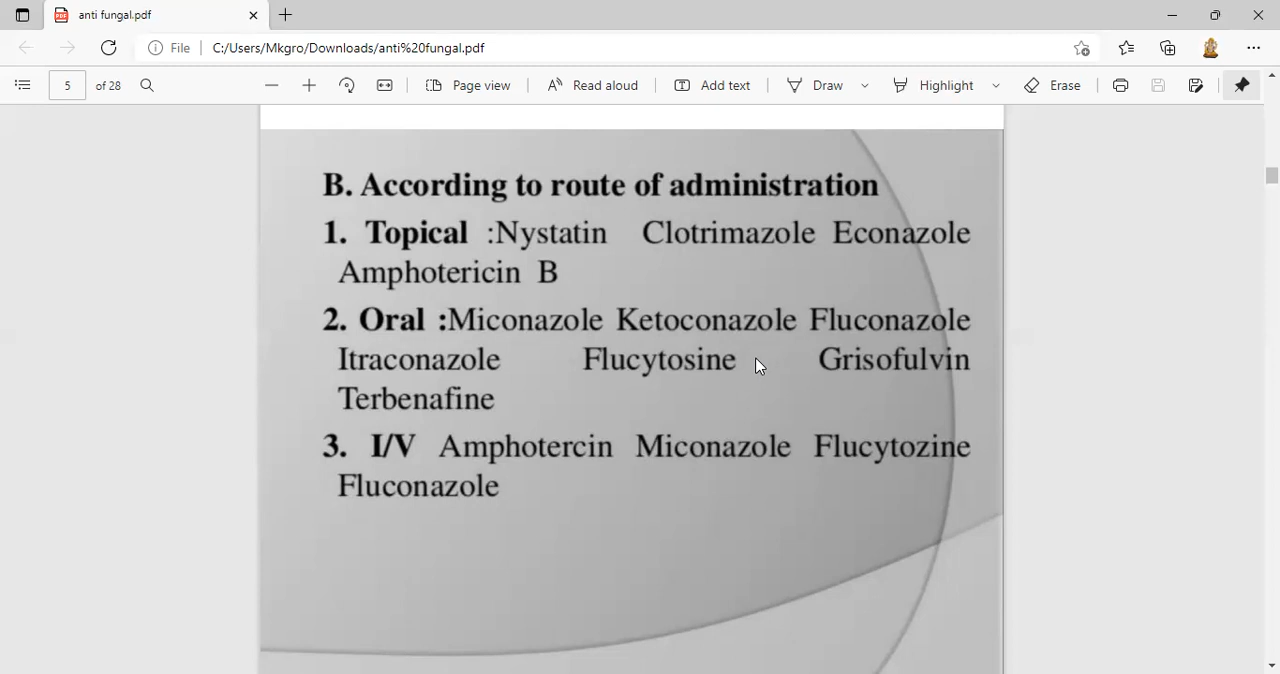 anti fungal.pdf
File C:/Users/Mkgro/Downloads/anti%20fungal.pdf
5 of 28 Page view Read aloud Add text Draw Highlight Erase
B. According to route of administration
1. Topical :Nystatin Clotrimazole Econazole
Amphotericin B
2. Oral :Miconazole Ketoconazole Fluconazole
Itraconazole Flucytosine Grisofulvin
Terbenafine
3. I/V Amphotercin Miconazole Flucytozine
Fluconazole